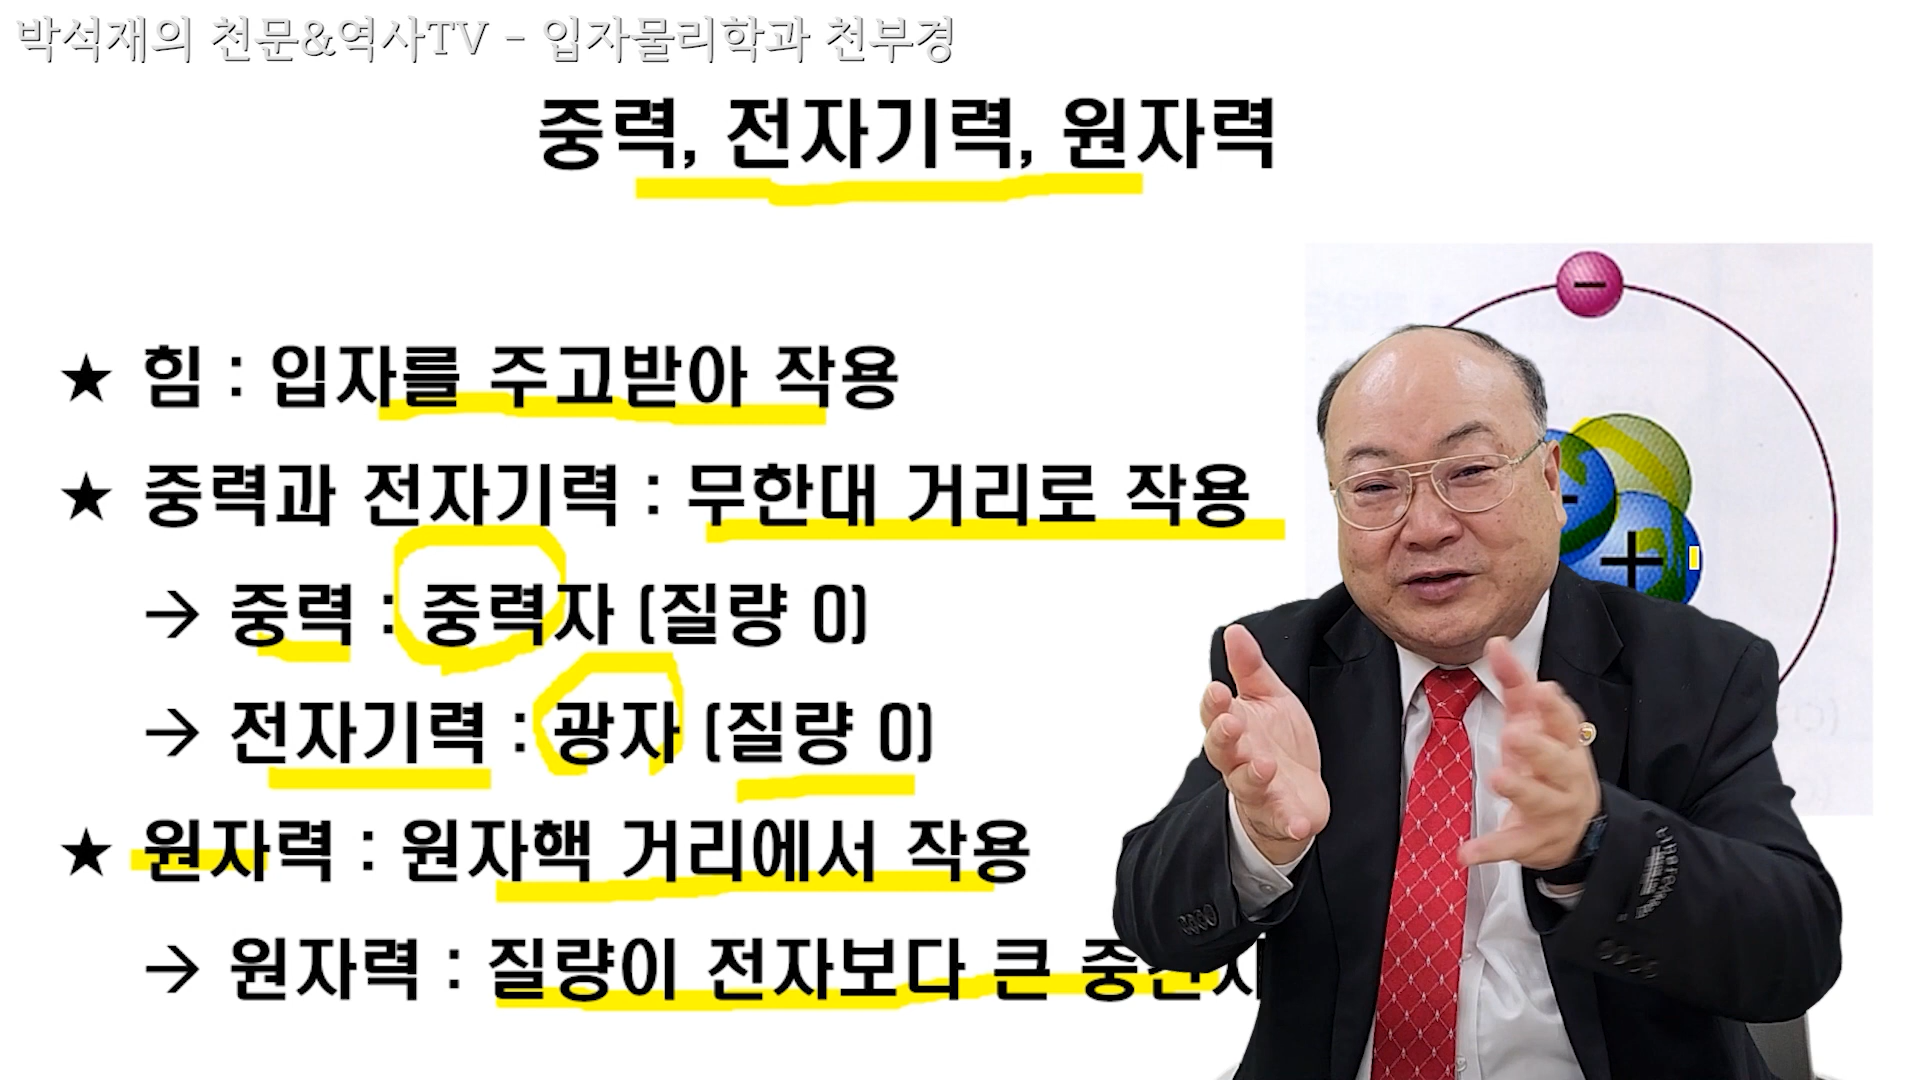 박석재의 천문&역사TV - 입자물리학과 천부경
중력, 전자기력, 원자력
★ 힘 : 입자를 주고받아 작용
★ 중력과 전자기력 : 무한대 거리로 작용
→ 중력 : 중력자 (질량 0)
→ 전자기력 : 광자 (질량 0)
★ 원자력 : 원자핵 거리에서 작용
→ 원자력 : 질량이 전자보다 큰 중간자
−
+